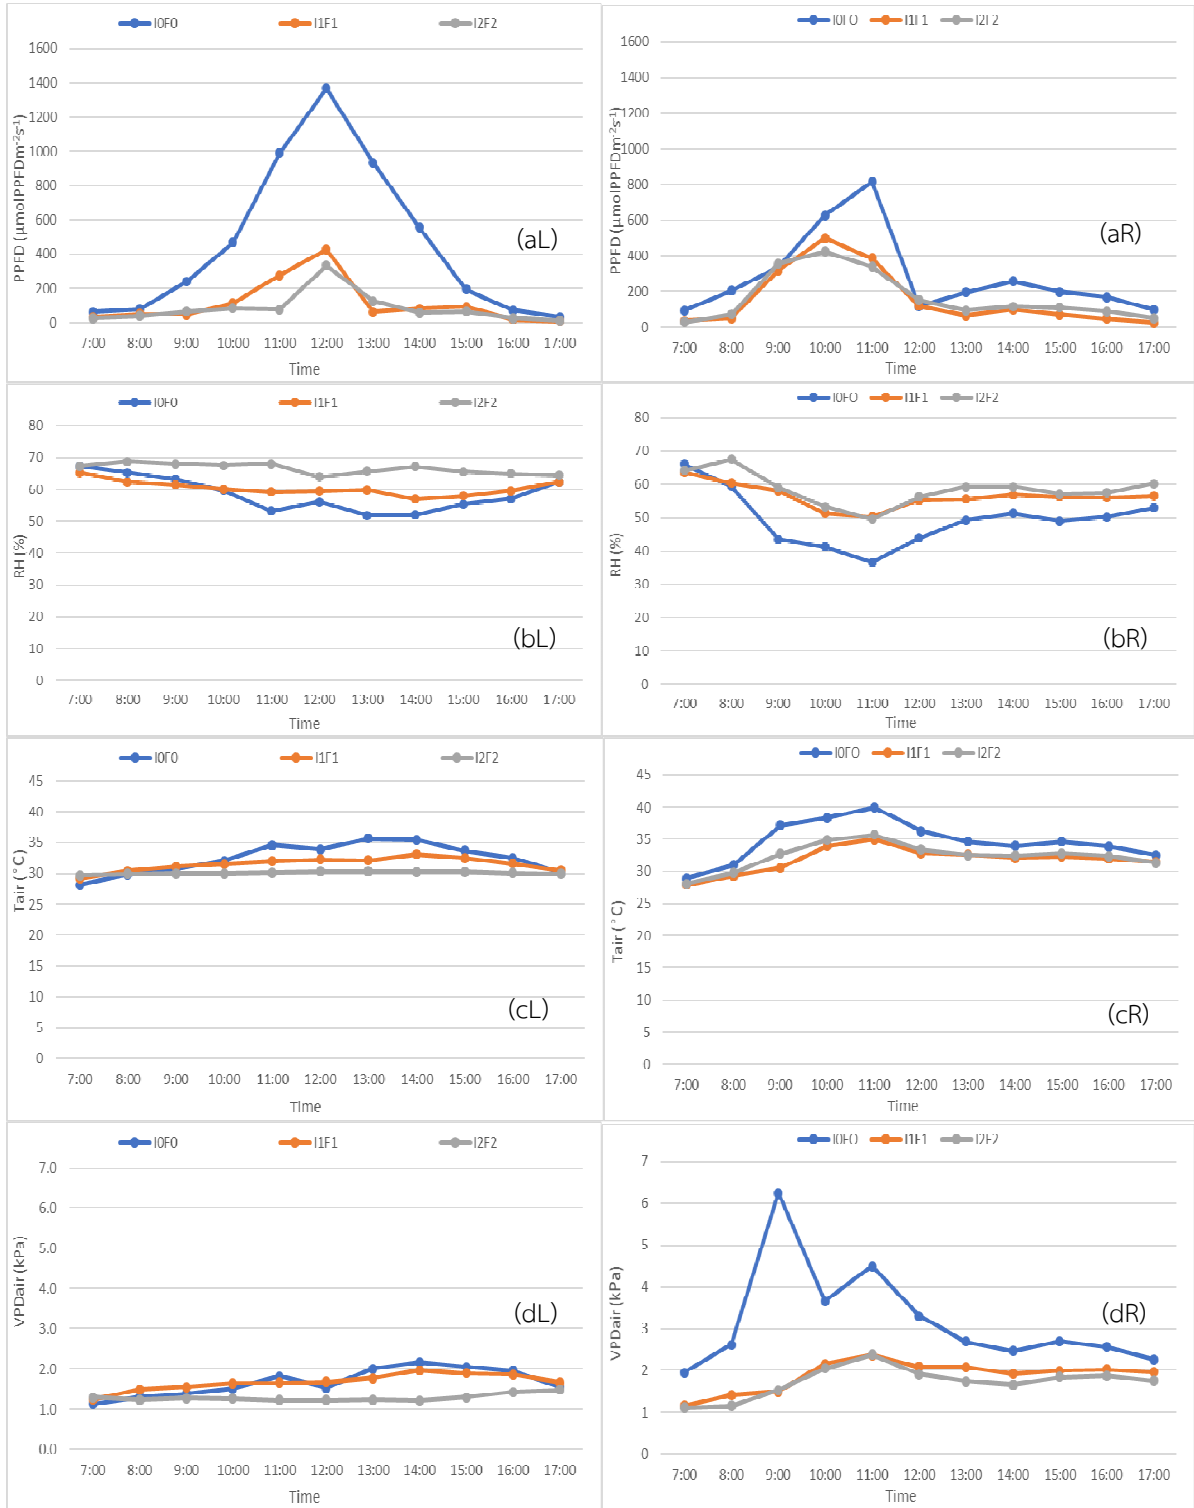 I0FO I1F1 I2F2
1600
1400
1200
1000
800
600
400
200
0
PPFD (µmolPPFDm⁻²s⁻¹)
7:00 8:00 9:00 10:00 11:00 12:00 13:00 14:00 15:00 16:00 17:00
Time
(aL)
I0FO I1F1 I2F2
1600
1400
1200
1000
800
600
400
200
0
PPFD (µmolPPFDm⁻²s⁻¹)
7:00 8:00 9:00 10:00 11:00 12:00 13:00 14:00 15:00 16:00 17:00
Time
(aR)
I0FO I1F1 I2F2
80
70
60
50
40
30
20
10
0
RH (%)
7:00 8:00 9:00 10:00 11:00 12:00 13:00 14:00 15:00 16:00 17:00
Time
(bL)
I0FO I1F1 I2F2
80
70
60
50
40
30
20
10
0
RH (%)
7:00 8:00 9:00 10:00 11:00 12:00 13:00 14:00 15:00 16:00 17:00
Time
(bR)
I0F0 I1F1 I2F2
45
40
35
30
25
20
15
10
5
0
Tair (°C)
7:00 8:00 9:00 10:00 11:00 12:00 13:00 14:00 15:00 16:00 17:00
Time
(cL)
I0FO I1F1 I2F2
45
40
35
30
25
20
15
10
5
0
Tair (°C)
7:00 8:00 9:00 10:00 11:00 12:00 13:00 14:00 15:00 16:00 17:00
Time
(cR)
I0F0 I1F1 I2F2
7.0
6.0
5.0
4.0
3.0
2.0
1.0
0.0
VPDair (kPa)
7:00 8:00 9:00 10:00 11:00 12:00 13:00 14:00 15:00 16:00 17:00
Time
(dL)
I0FO I1F1 I2F2
7
6
5
4
3
2
1
0
VPDair (kPa)
7:00 8:00 9:00 10:00 11:00 12:00 13:00 14:00 15:00 16:00 17:00
Time
(dR)